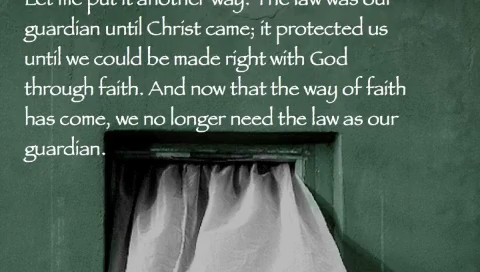 Let me put it another way. The law was our
guardian until Christ came; it protected us
until we could be made right with God
through faith. And now that the way of faith
has come, we no longer need the law as our
guardian.